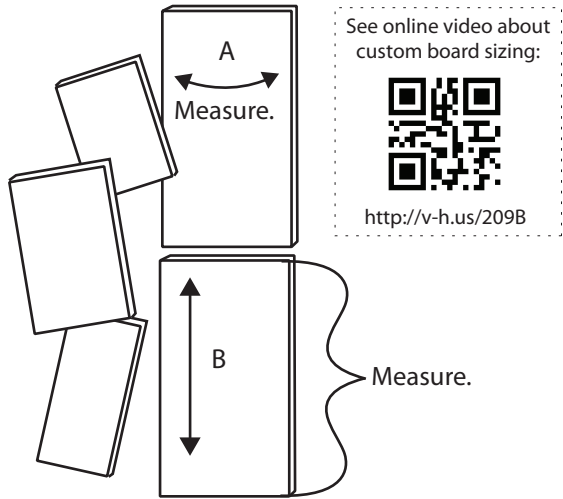 A
Measure.
See online video about
custom board sizing:
http://v-h.us/209B
B
Measure.